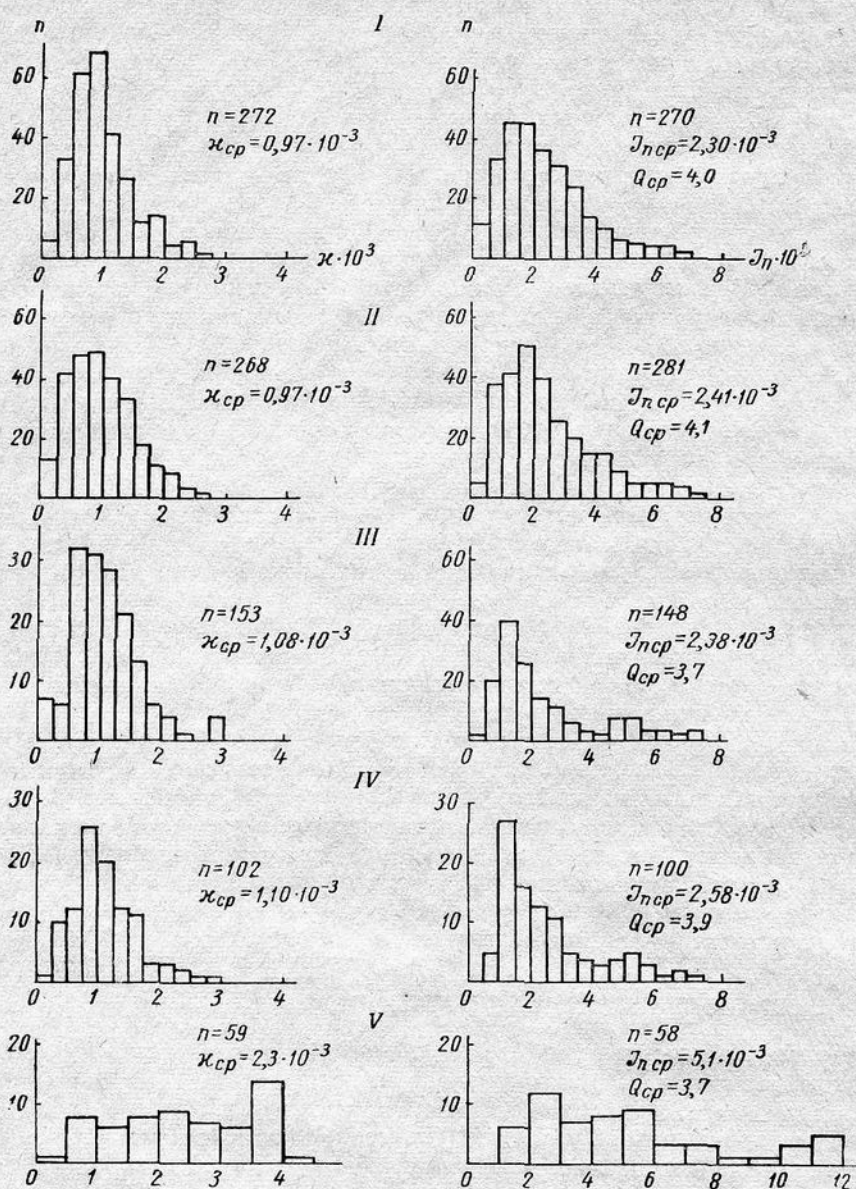 I
n
60
40
20
n=272
ϰср=0,97·10⁻³
0 1 2 3 4 ϰ·10³
n
60
40
20
n=270
Jn ср=2,30·10⁻³
Qср=4,0
0 2 4 6 8
II
60
40
20
n=268
ϰср=0,97·10⁻³
0 1 2 3 4
60
40
20
n=281
Jn ср=2,41·10⁻³
Qср=4,1
0 2 4 6 8
III
30
20
10
n=153
ϰср=1,08·10⁻³
0 1 2 3 4
60
40
20
n=148
Jn ср=2,38·10⁻³
Qср=3,7
0 2 4 6 8
IV
30
20
10
n=102
ϰср=1,10·10⁻³
0 1 2 3 4
30
20
10
n=100
Jn ср=2,58·10⁻³
Qср=3,9
0 2 4 6 8
V
20
10
n=59
ϰср=2,3·10⁻³
0 1 2 3 4
20
10
n=58
Jn ср=5,1·10⁻³
Qср=3,7
0 2 4 6 8 10 12